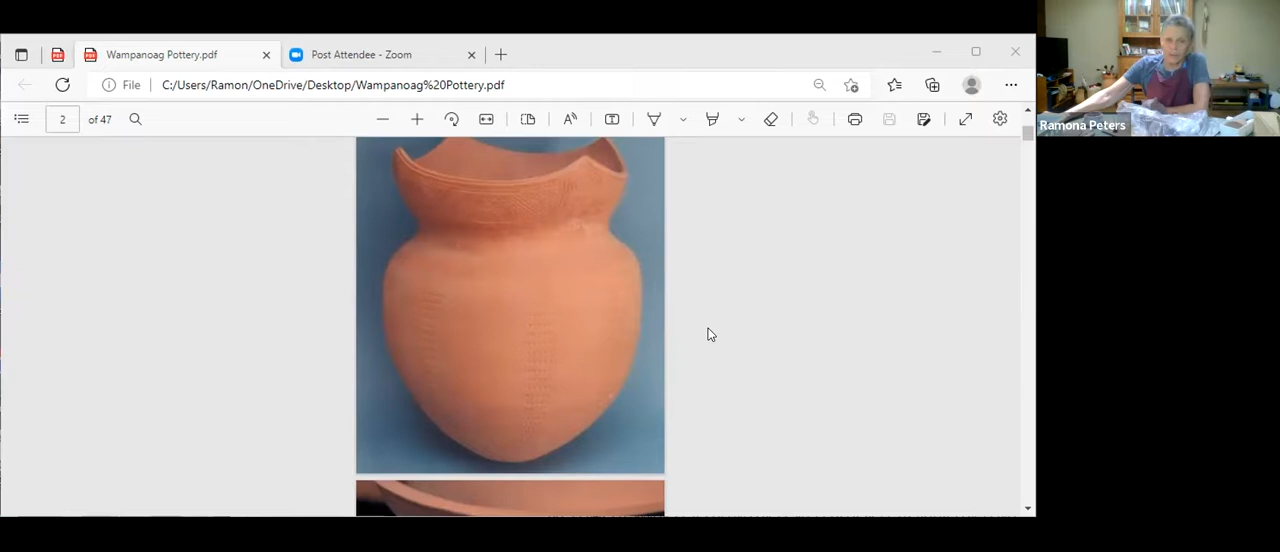 Wampanoag Pottery.pdf
Post Attendee - Zoom
File
C:/Users/Ramon/OneDrive/Desktop/Wampanoag%20Pottery.pdf
2 of 47
Ramona Peters